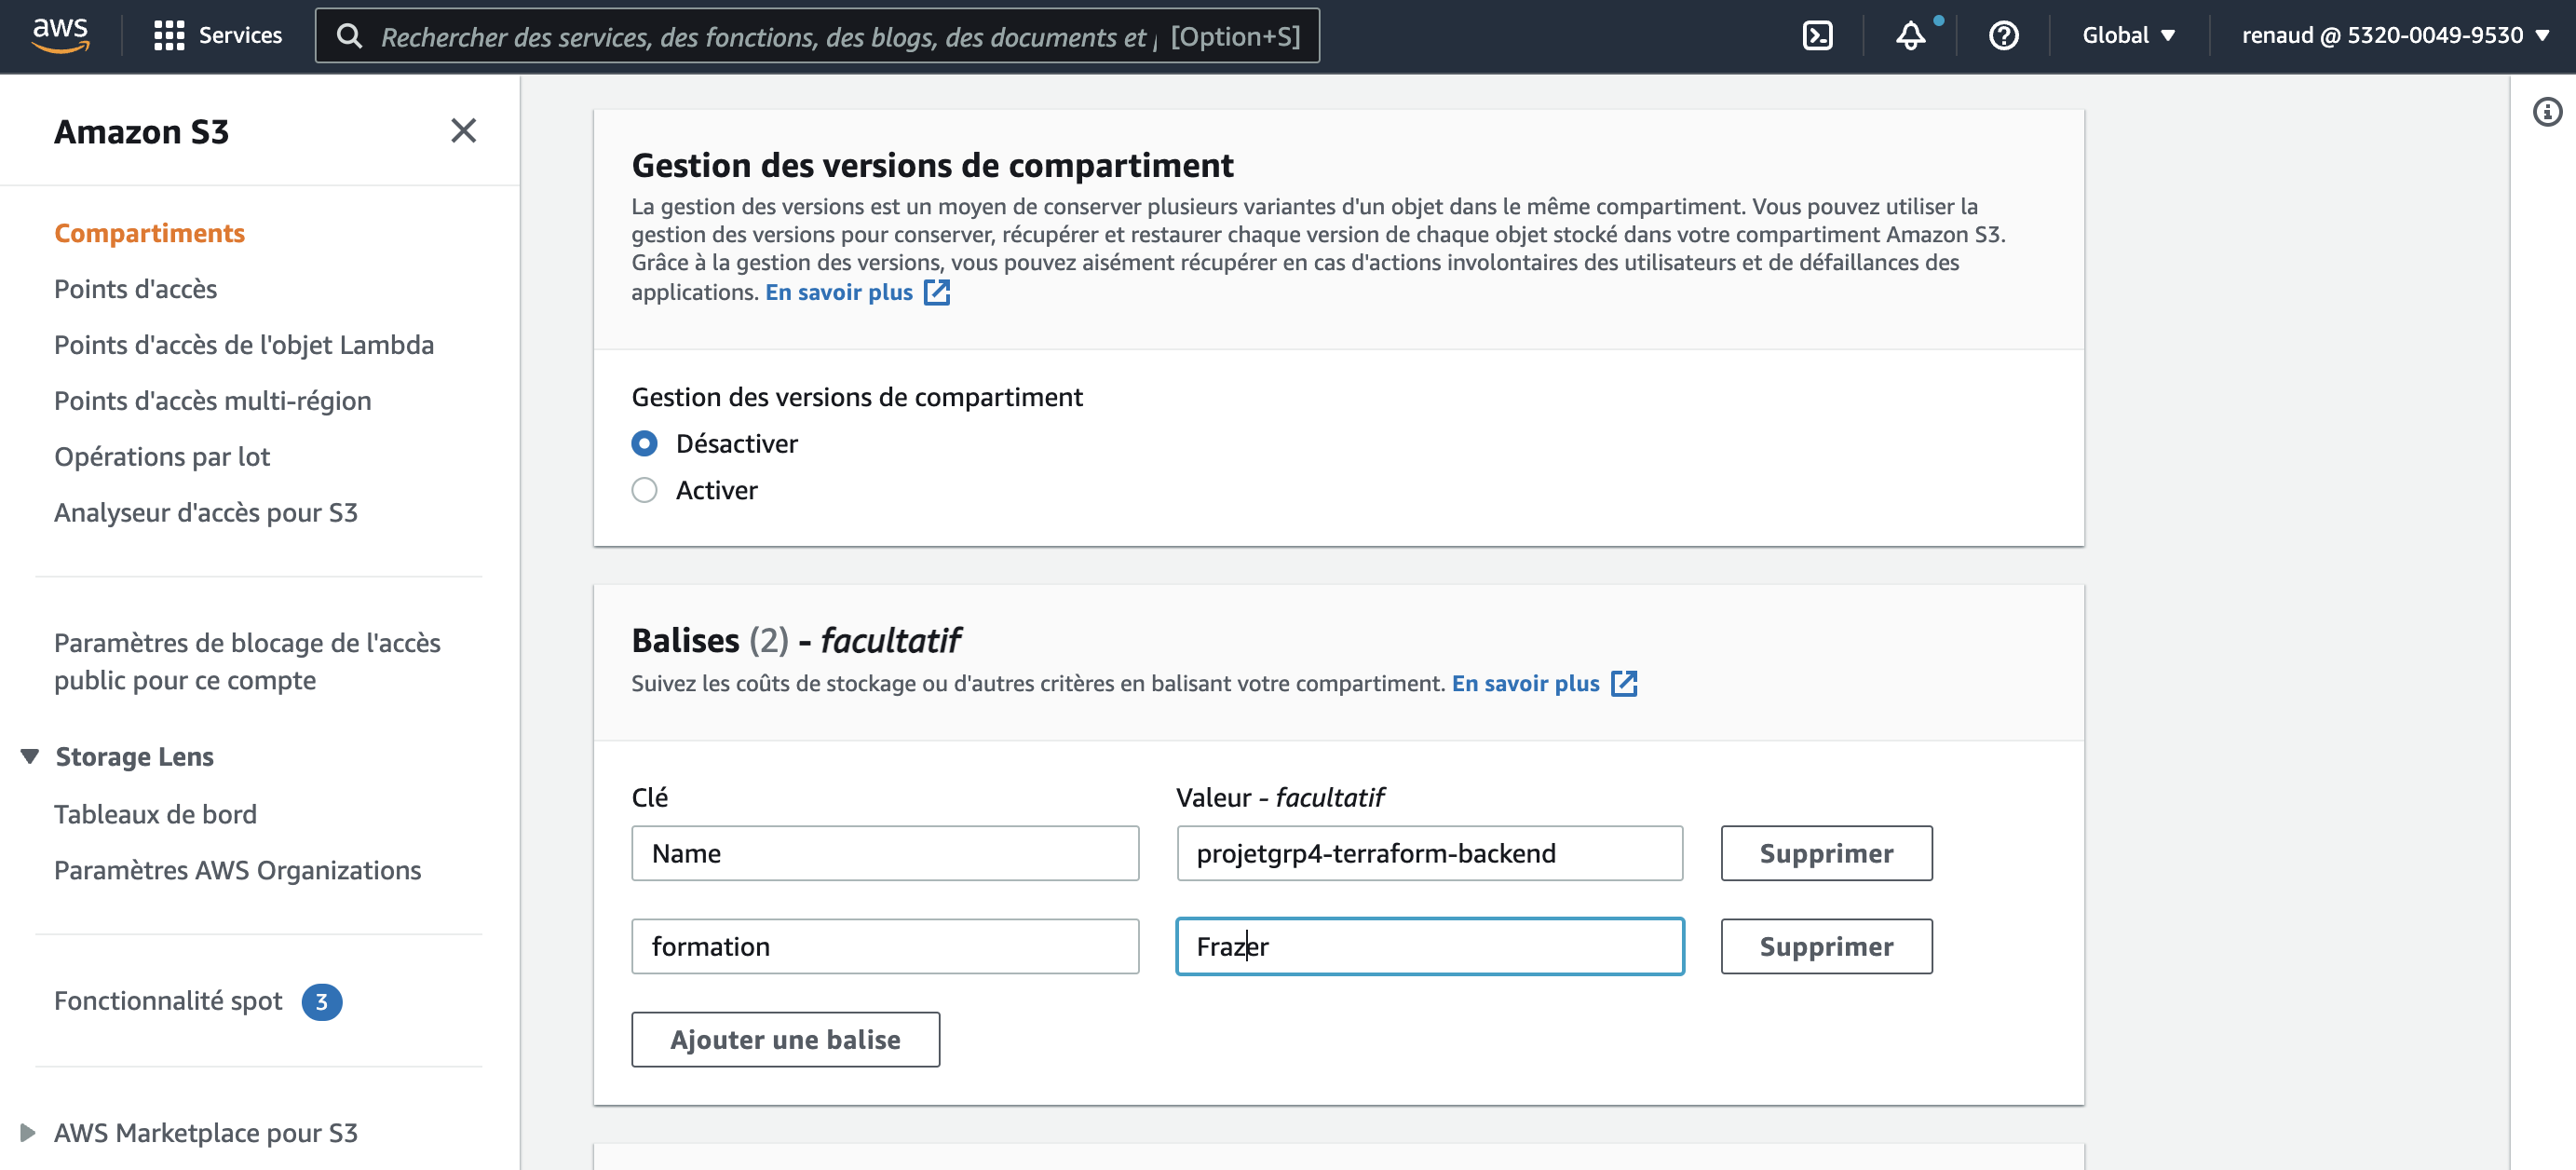 aws
Services
Rechercher des services, des fonctions, des blogs, des documents et
[Option+S]
Global
renaud @ 5320-0049-9530
Amazon S3
Compartiments
Points d'accès
Points d'accès de l'objet Lambda
Points d'accès multi-région
Opérations par lot
Analyseur d'accès pour S3
Paramètres de blocage de l'accès
public pour ce compte
Storage Lens
Tableaux de bord
Paramètres AWS Organizations
Fonctionnalité spot 3
AWS Marketplace pour S3
Gestion des versions de compartiment
La gestion des versions est un moyen de conserver plusieurs variantes d'un objet dans le même compartiment. Vous pouvez utiliser la
gestion des versions pour conserver, récupérer et restaurer chaque version de chaque objet stocké dans votre compartiment Amazon S3.
Grâce à la gestion des versions, vous pouvez aisément récupérer en cas d'actions involontaires des utilisateurs et de défaillances des
applications. En savoir plus
Gestion des versions de compartiment
Désactiver
Activer
Balises (2) - facultatif
Suivez les coûts de stockage ou d'autres critères en balisant votre compartiment. En savoir plus
Clé
Valeur - facultatif
Name
projetgrp4-terraform-backend
Supprimer
formation
Frazer
Supprimer
Ajouter une balise